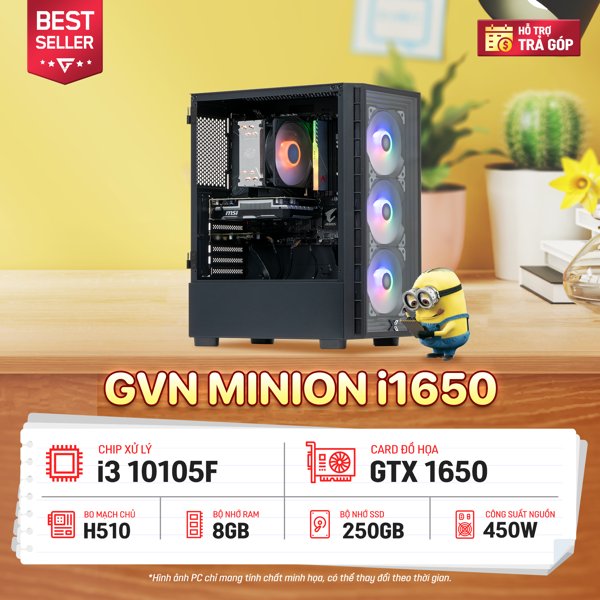 BEST
SELLER
HỖ TRỢ
TRẢ GÓP
msi
GVN MINION i1650
CHIP XỬ LÝ
i3 10105F
CARD ĐỒ HỌA
GTX 1650
BO MẠCH CHỦ
H510
BỘ NHỚ RAM
8GB
BỘ NHỚ SSD
250GB
CÔNG SUẤT NGUỒN
450W
*Hình ảnh PC chỉ mang tính chất minh họa, có thể thay đổi theo thời gian.